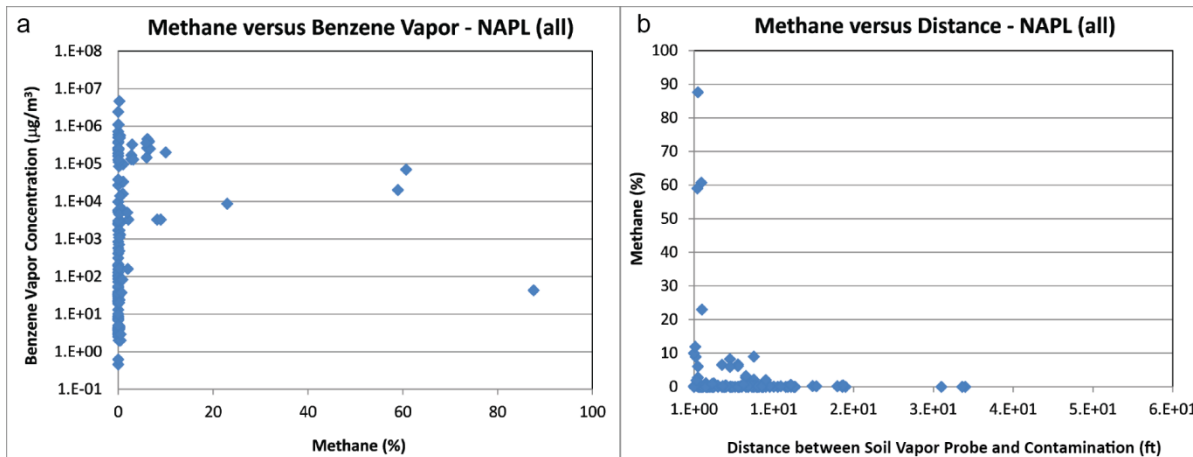 a
Methane versus Benzene Vapor - NAPL (all)
Benzene Vapor Concentration (µg/m³)
1.E+08
1.E+07
1.E+06
1.E+05
1.E+04
1.E+03
1.E+02
1.E+01
1.E+00
1.E-01
0 20 40 60 80 100
Methane (%)
b
Methane versus Distance - NAPL (all)
Methane (%)
100
90
80
70
60
50
40
30
20
10
0
1.E+00 1.E+01 2.E+01 3.E+01 4.E+01 5.E+01 6.E+01
Distance between Soil Vapor Probe and Contamination (ft)